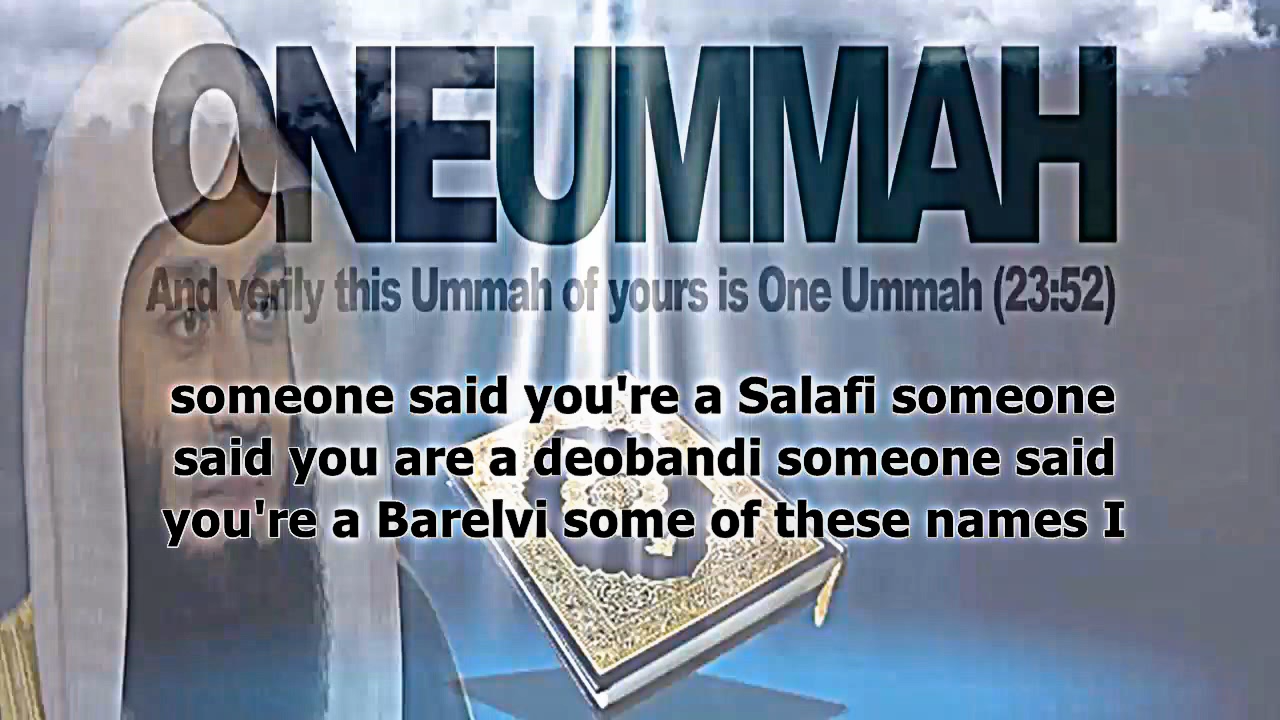 ONEUMMAH
And verily this Ummah of yours is One Ummah (23:52)
someone said you're a Salafi someone
said you are a deobandi someone said
you're a Barelvi some of these names I